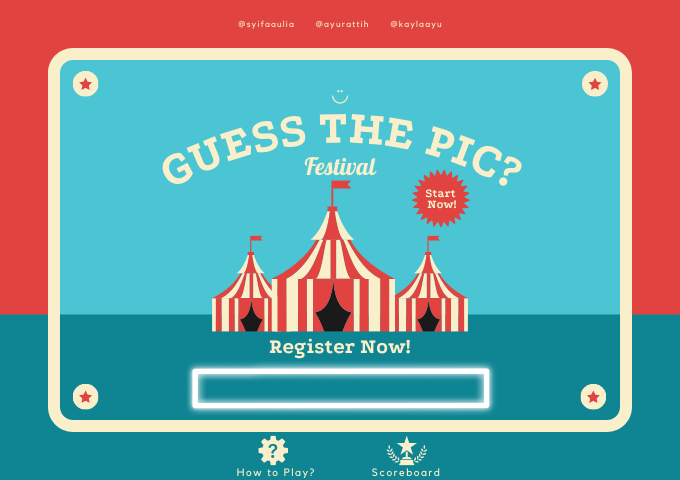 @syifaaulia @ayurattih @kaylaayu
GUESS THE PIC?
Festival
Start
Now!
Register Now!
?
How to Play?
Scoreboard